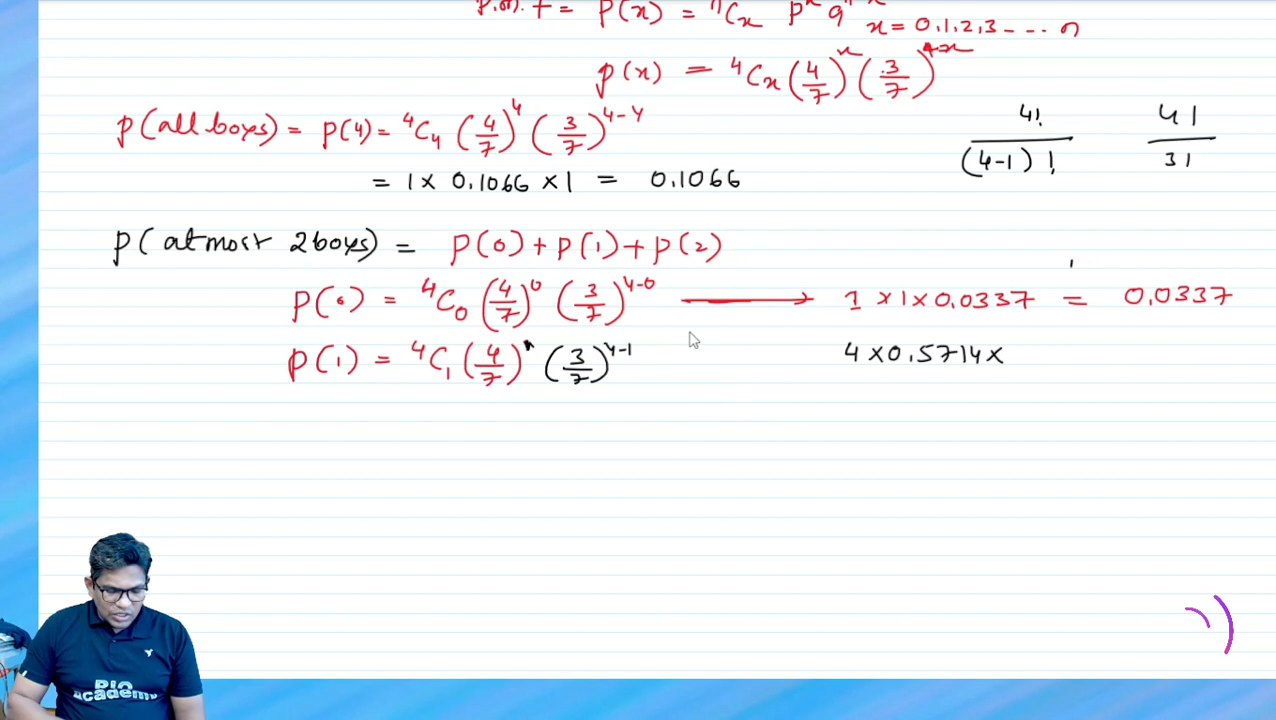 p.m.f = P(x) = ⁿCₓ pˣ qⁿ⁻ˣ
x = 0,1,2,3 - - - . n
p(x) = ⁴Cₓ (4/7)ˣ (3/7)⁴⁻ˣ
p(all boys) = p(4) = ⁴C₄ (4/7)⁴ (3/7)⁴⁻⁴
4! / (4-1)! 4! / 3!
= 1 x 0.1066 x 1 = 0.1066
p(atmost 2 boys) = p(0) + p(1) + p(2)
p(0) = ⁴C₀ (4/7)⁰ (3/7)⁴⁻⁰ → 1 x 1 x 0.0337 = 0.0337
p(1) = ⁴C₁ (4/7) (3/7)⁴⁻¹ 4 x 0.5714 x
BIO
academy